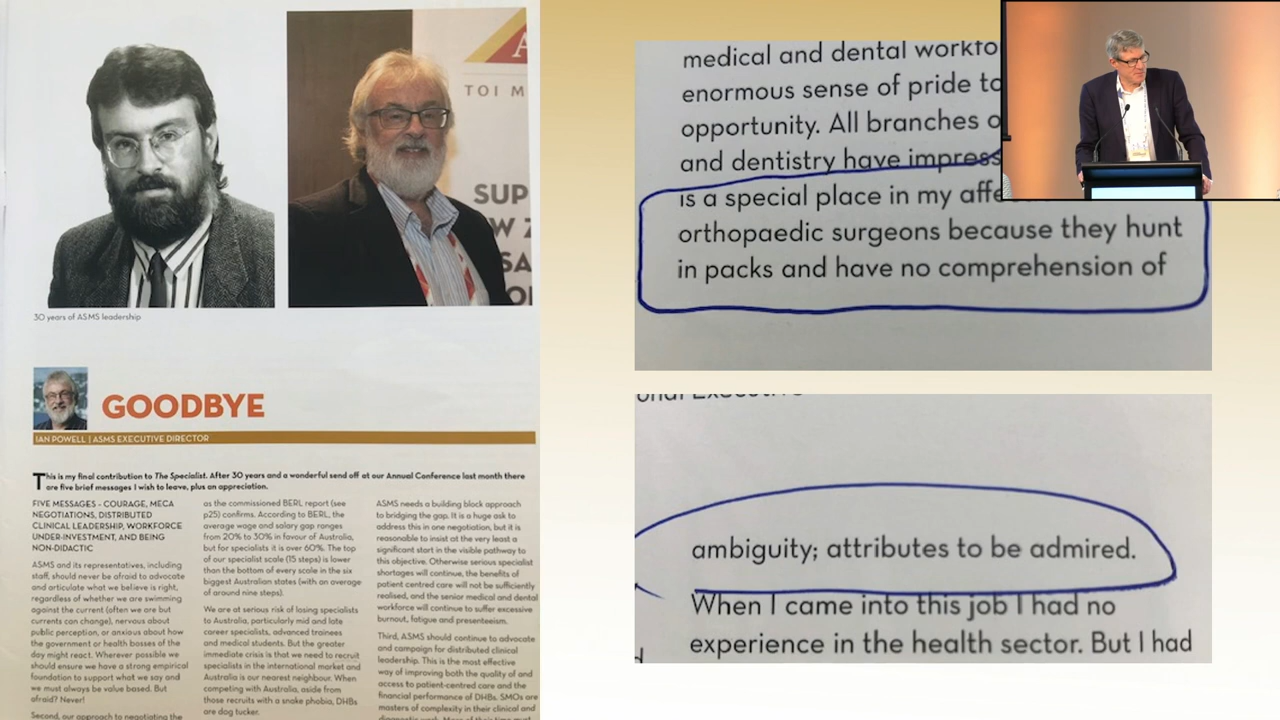 A
TOI M
SUP
W Z
SA
O
30 years of ASMS leadership
GOODBYE
IAN POWELL | ASMS EXECUTIVE DIRECTOR
This is my final contribution to The Specialist. After 30 years and a wonderful send off at our Annual Conference last month there
are five brief messages I wish to leave, plus an appreciation.
FIVE MESSAGES - COURAGE, MECA
NEGOTIATIONS, DISTRIBUTED
CLINICAL LEADERSHIP, WORKFORCE
UNDER-INVESTMENT, AND BEING
NON-DIDACTIC
ASMS and its representatives, including
staff, should never be afraid to advocate
and articulate what we believe is right,
regardless of whether we are swimming
against the current (often we are but
currents can change), nervous about
public perception, or anxious about how
the government or health bosses of the
day might react. Wherever possible we
should ensure we have a strong empirical
foundation to support what we say and
we must always be value based. But
afraid? Never!
Second, our approach to negotiating the
as the commissioned BERL report (see
p25) confirms. According to BERL, the
average wage and salary gap ranges
from 20% to 30% in favour of Australia,
but for specialists it is over 60%. The top
of our specialist scale (15 steps) is lower
than the bottom of every scale in the six
biggest Australian states (with an average
of around nine steps).
We are at serious risk of losing specialists
to Australia, particularly mid and late
career specialists, advanced trainees
and medical students. But the greater
immediate crisis is that we need to recruit
specialists in the international market and
Australia is our nearest neighbour. When
competing with Australia, aside from
those recruits with a snake phobia, DHBs
are dog tucker.
ASMS needs a building block approach
to bridging the gap. It is a huge ask to
address this in one negotiation, but it is
reasonable to insist at the very least a
significant start in the visible pathway to
this objective. Otherwise serious specialist
shortages will continue, the benefits of
patient centred care will not be sufficiently
realised, and the senior medical and dental
workforce will continue to suffer excessive
burnout, fatigue and presenteeism.
Third, ASMS should continue to advocate
and campaign for distributed clinical
leadership. This is the most effective
way of improving both the quality of and
access to patient-centred care and the
financial performance of DHBs. SMOs are
masters of complexity in their clinical and
diagnostic work. More of their time must
medical and dental workfo
enormous sense of pride to
opportunity. All branches o
and dentistry have impress
is a special place in my affe
orthopaedic surgeons because they hunt
in packs and have no comprehension of
onal Executive
ambiguity; attributes to be admired.
When I came into this job I had no
experience in the health sector. But I had